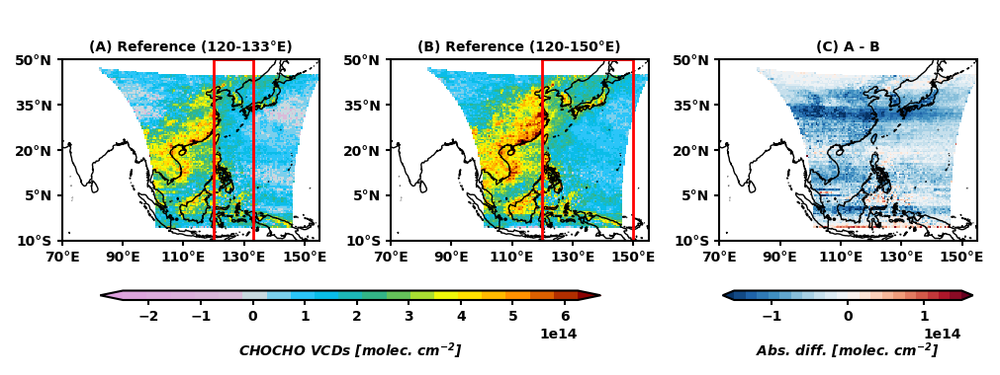 (A) Reference (120-133°E)
(B) Reference (120-150°E)
(C) A - B
50°N
35°N
20°N
5°N
10°S
70°E
90°E
110°E
130°E
150°E
50°N
35°N
20°N
5°N
10°S
70°E
90°E
110°E
130°E
150°E
50°N
35°N
20°N
5°N
10°S
70°E
90°E
110°E
130°E
150°E
−2 −1 0 1 2 3 4 5 6
1e14
CHOCHO VCDs [molec. cm⁻²]
−1 0 1
1e14
Abs. diff. [molec. cm⁻²]